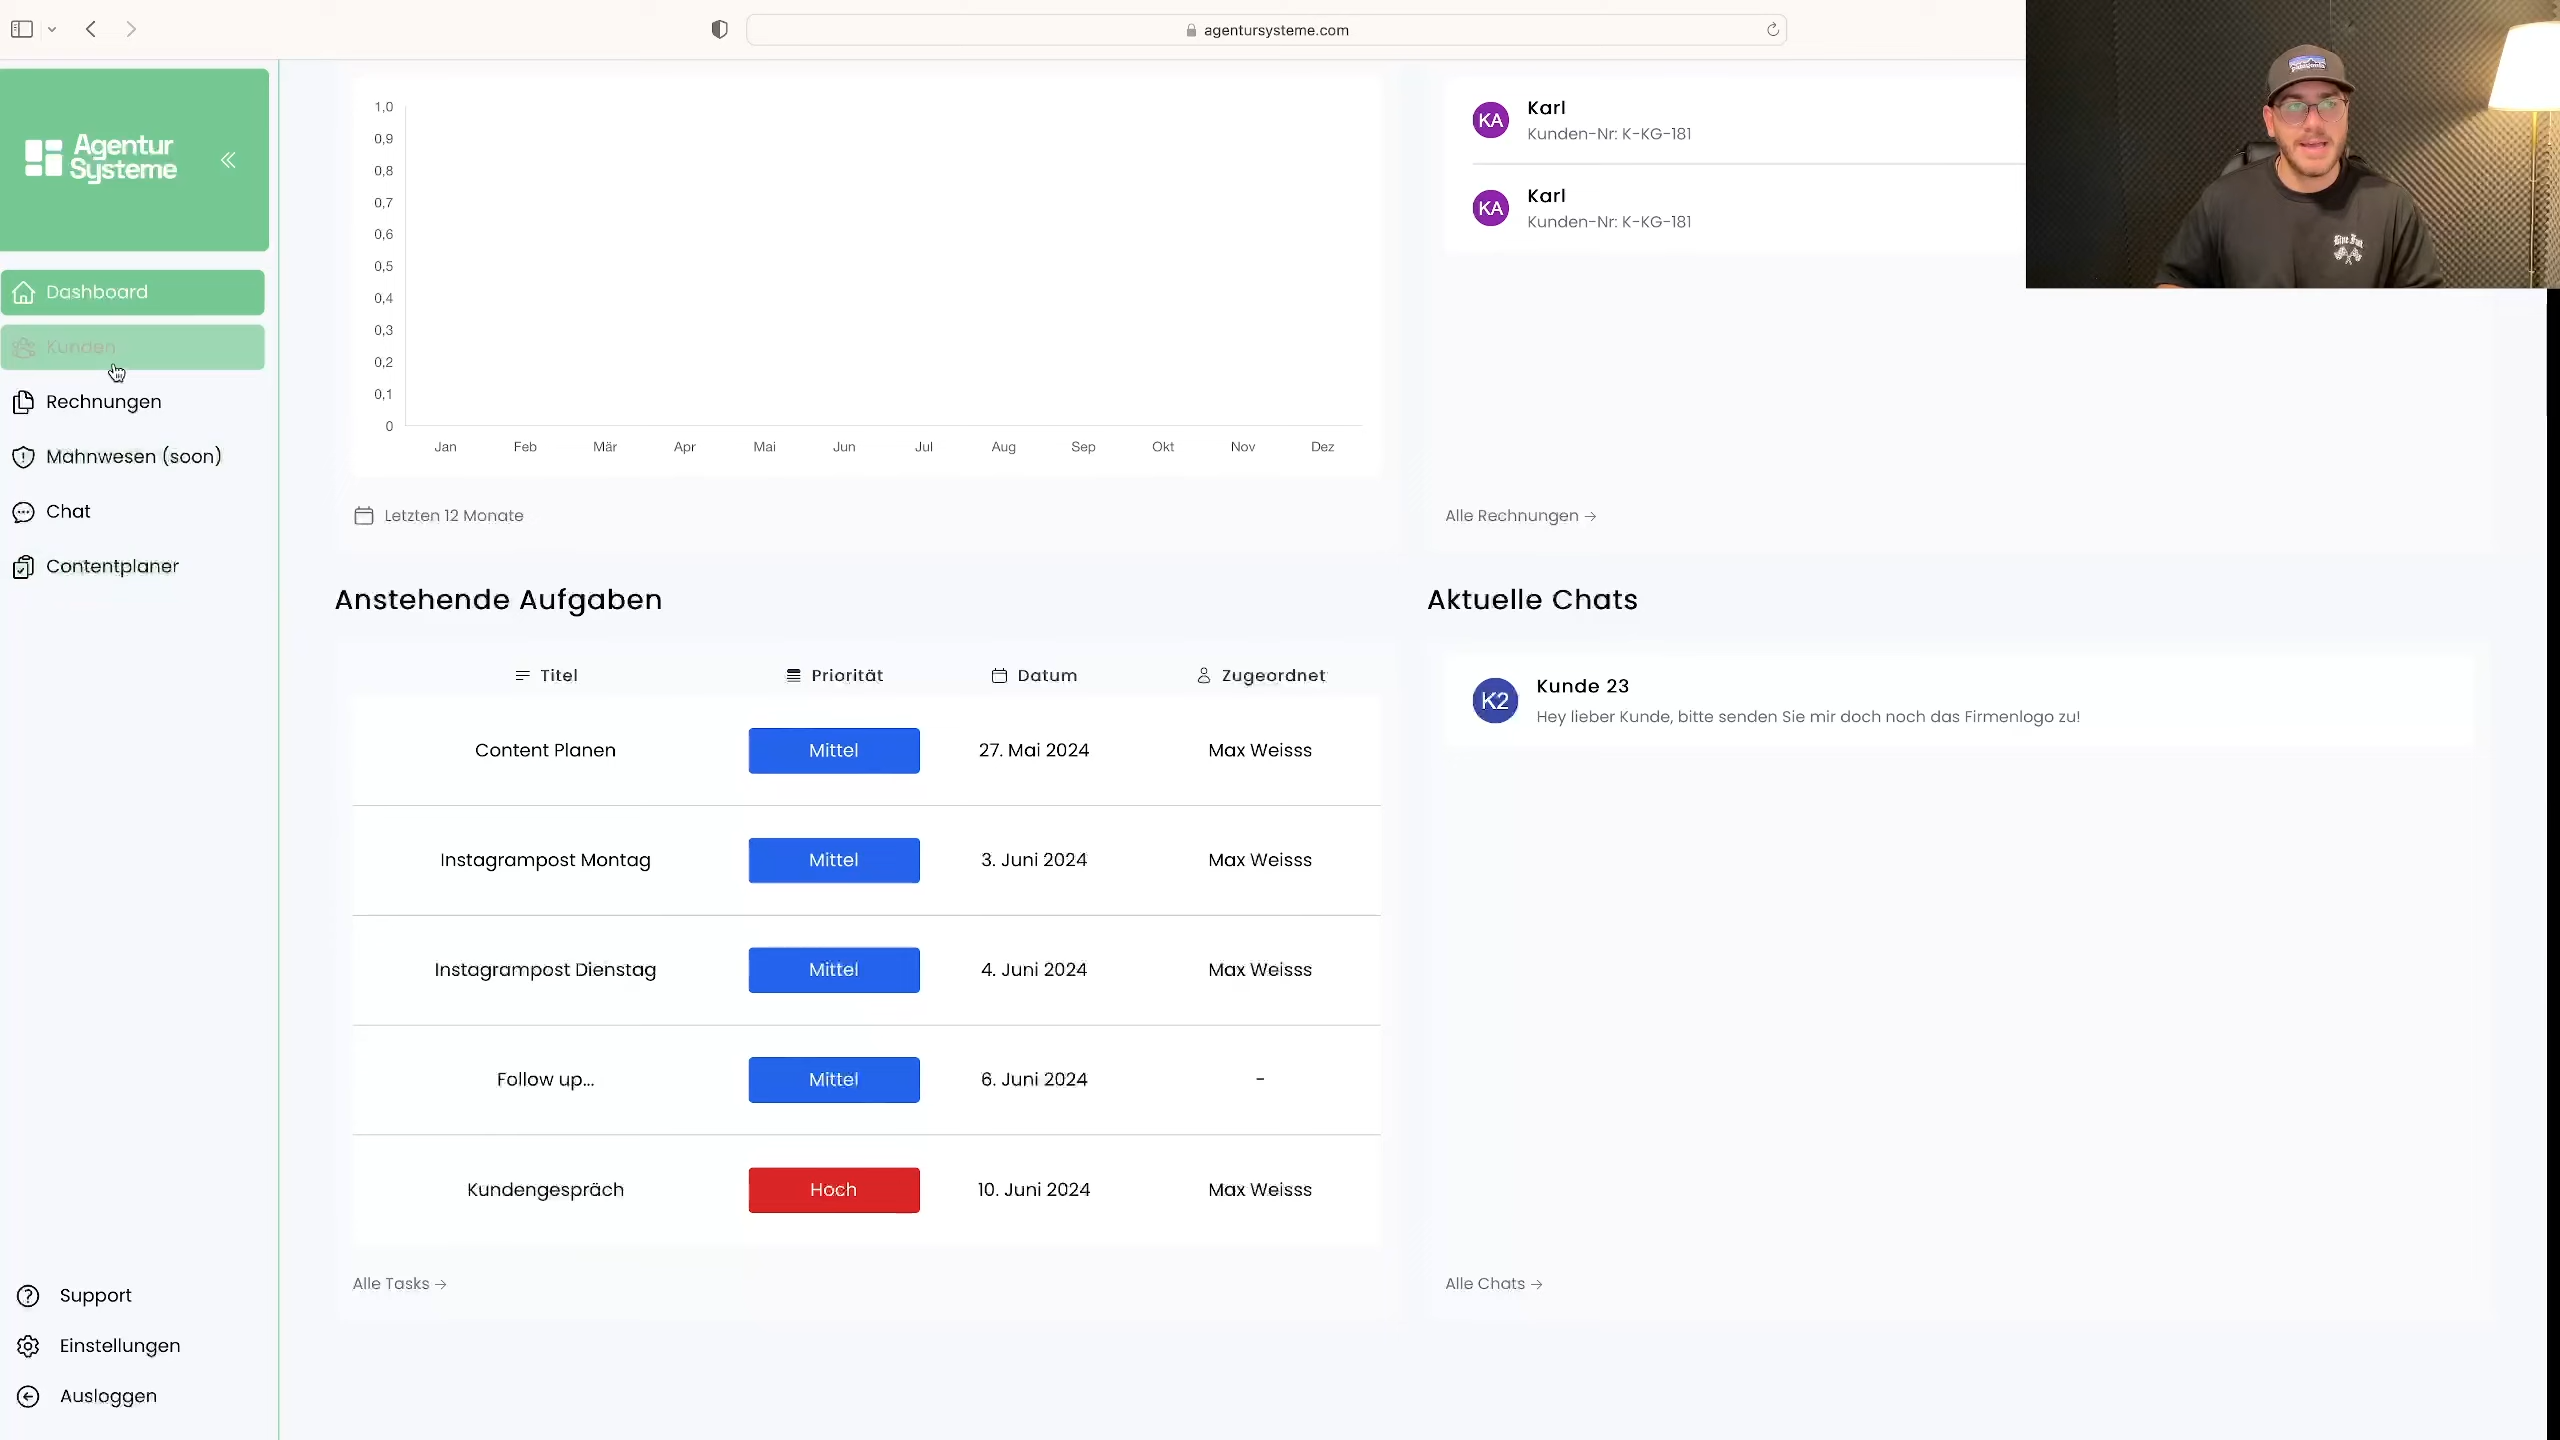 agentursysteme.com
Agentur
Systeme
Dashboard
Kunden
Rechnungen
Mahnwesen (soon)
Chat
Contentplaner
Support
Einstellungen
Ausloggen
1,0
0,9
0,8
0,7
0,6
0,5
0,4
0,3
0,2
0,1
0
Jan Feb Mär Apr Mai Jun Jul Aug Sep Okt Nov Dez
Letzten 12 Monate
KA Karl
Kunden-Nr: K-KG-181
KA Karl
Kunden-Nr: K-KG-181
Alle Rechnungen →
Anstehende Aufgaben
Titel Priorität Datum Zugeordnet
Content Planen Mittel 27. Mai 2024 Max Weisss
Instagrampost Montag Mittel 3. Juni 2024 Max Weisss
Instagrampost Dienstag Mittel 4. Juni 2024 Max Weisss
Follow up... Mittel 6. Juni 2024 -
Kundengespräch Hoch 10. Juni 2024 Max Weisss
Alle Tasks →
Aktuelle Chats
K2 Kunde 23
Hey lieber Kunde, bitte senden Sie mir doch noch das Firmenlogo zu!
Alle Chats →